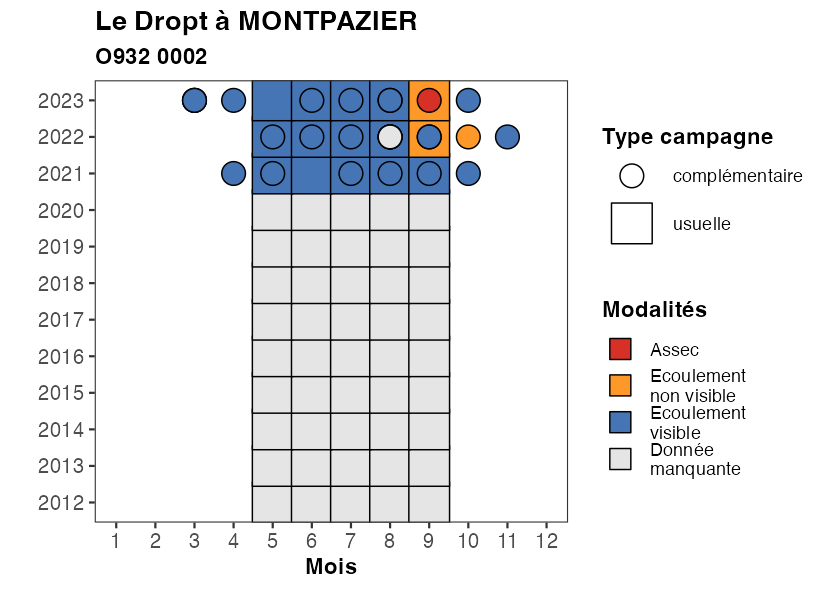 Le Dropt à MONTPAZIER
O932 0002
2023
2022
2021
2020
2019
2018
2017
2016
2015
2014
2013
2012
1 2 3 4 5 6 7 8 9 10 11 12
Mois
Type campagne
complémentaire
usuelle
Modalités
Assec
Ecoulement
non visible
Ecoulement
visible
Donnée
manquante